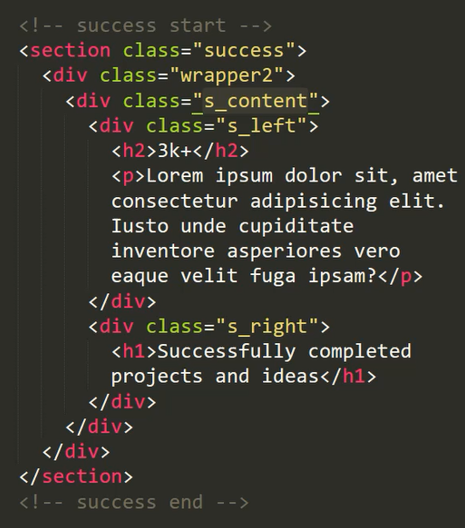 <!-- success start -->
<section class="success">
<div class="wrapper2">
<div class="s_content">
<div class="s_left">
<h2>3k+</h2>
<p>Lorem ipsum dolor sit, amet
consectetur adipisicing elit.
Iusto unde cupiditate
inventore asperiores vero
eaque velit fuga ipsam?</p>
</div>
<div class="s_right">
<h1>Successfully completed
projects and ideas</h1>
</div>
</div>
</div>
</section>
<!-- success end -->